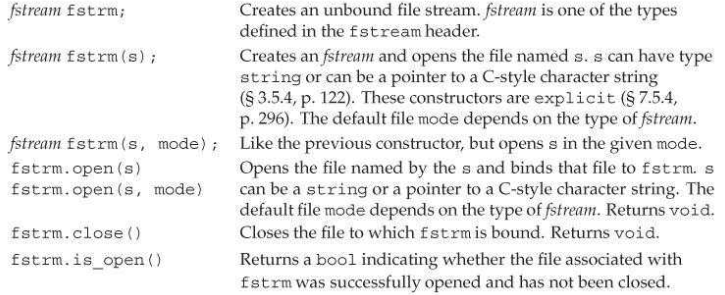 fstream fstrm; Creates an unbound file stream. fstream is one of the types
defined in the fstream header.
fstream fstrm(s); Creates an fstream and opens the file named s. s can have type
string or can be a pointer to a C-style character string
(§ 3.5.4, p. 122). These constructors are explicit (§ 7.5.4,
p. 296). The default file mode depends on the type of fstream.
fstream fstrm(s, mode); Like the previous constructor, but opens s in the given mode.
fstrm.open(s) Opens the file named by the s and binds that file to fstrm. s
fstrm.open(s, mode) can be a string or a pointer to a C-style character string. The
default file mode depends on the type of fstream. Returns void.
fstrm.close() Closes the file to which fstrm is bound. Returns void.
fstrm.is_open() Returns a bool indicating whether the file associated with
fstrm was successfully opened and has not been closed.